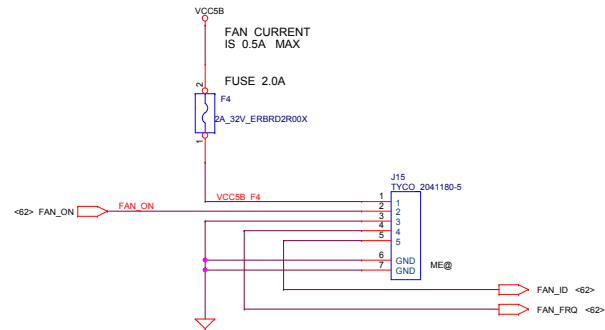 VCC5B
FAN CURRENT
IS 0.5A MAX
FUSE 2.0A
2
F4
2A_32V_ERBRD2R00X
1
J15
TYCO_2041180-5
VCC5B_F4
1 1
<62> FAN_ON FAN_ON 2 2
3 3
4 4
5 5
6 GND
7 GND
ME@
FAN_ID <62>
FAN_FRQ <62>